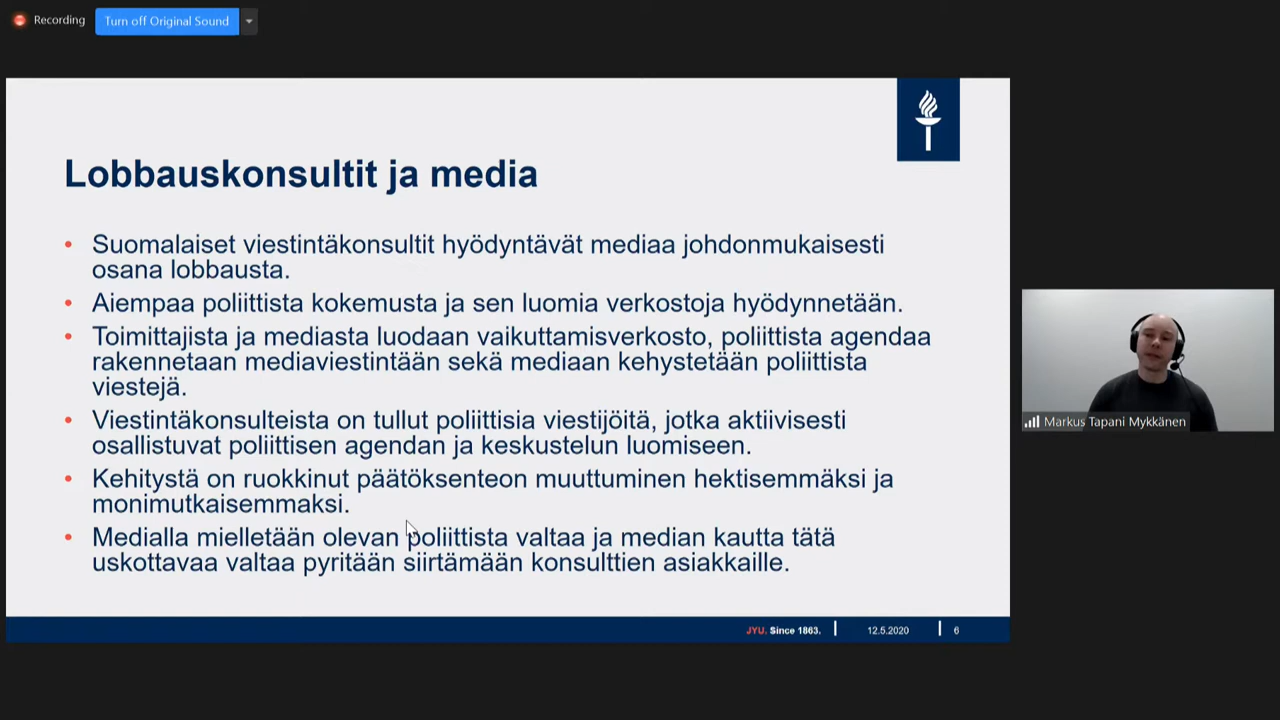 Recording
Turn off Original Sound
Lobbauskonsultit ja media
• Suomalaiset viestintäkonsultit hyödyntävät mediaa johdonmukaisesti
osana lobbausta.
• Aiempaa poliittista kokemusta ja sen luomia verkostoja hyödynnetään.
• Toimittajista ja mediasta luodaan vaikuttamisverkosto, poliittista agendaa
rakennetaan mediaviestintään sekä mediaan kehystetään poliittista
viestejä.
• Viestintäkonsulteista on tullut poliittisia viestijöitä, jotka aktiivisesti
osallistuvat poliittisen agendan ja keskustelun luomiseen.
• Kehitystä on ruokkinut päätöksenteon muuttuminen hektisemmäksi ja
monimutkaisemmaksi.
• Medialla mielletään olevan poliittista valtaa ja median kautta tätä
uskottavaa valtaa pyritään siirtämään konsulttien asiakkaille.
JYU. Since 1863.
12.5.2020
6
Markus Tapani Mykkänen